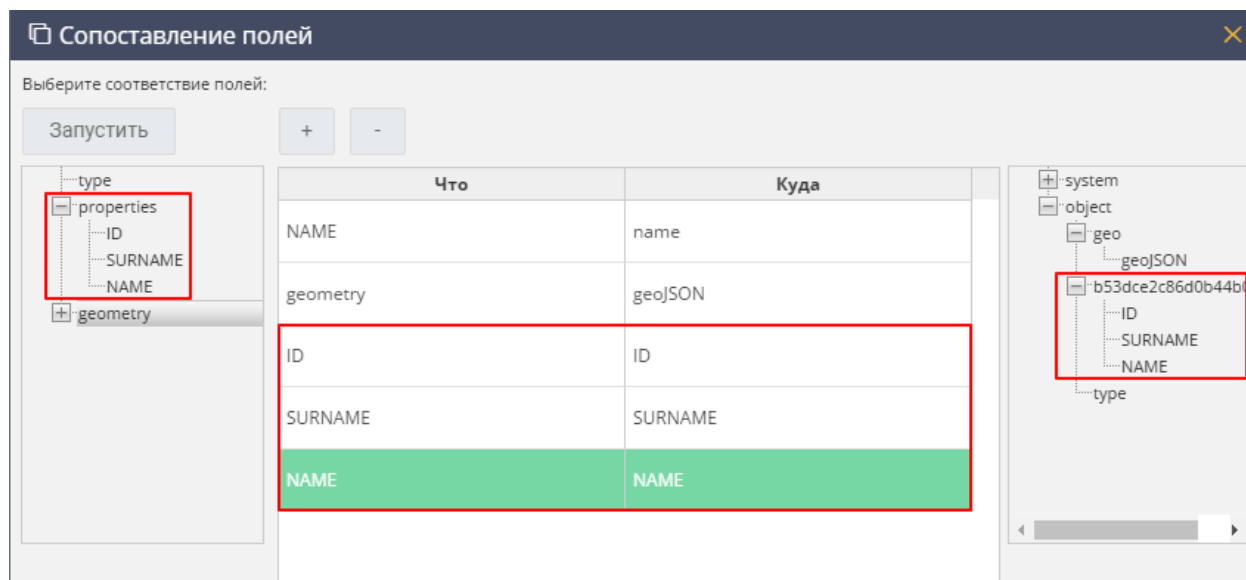 Сопоставление полей
Выберите соответствие полей:
Запустить
+ -
type
properties
ID
SURNAME
NAME
geometry
Что Куда
NAME name
geometry geoJSON
ID ID
SURNAME SURNAME
NAME NAME
system
object
geo
geoJSON
b53dce2c86d0b44b
ID
SURNAME
NAME
type